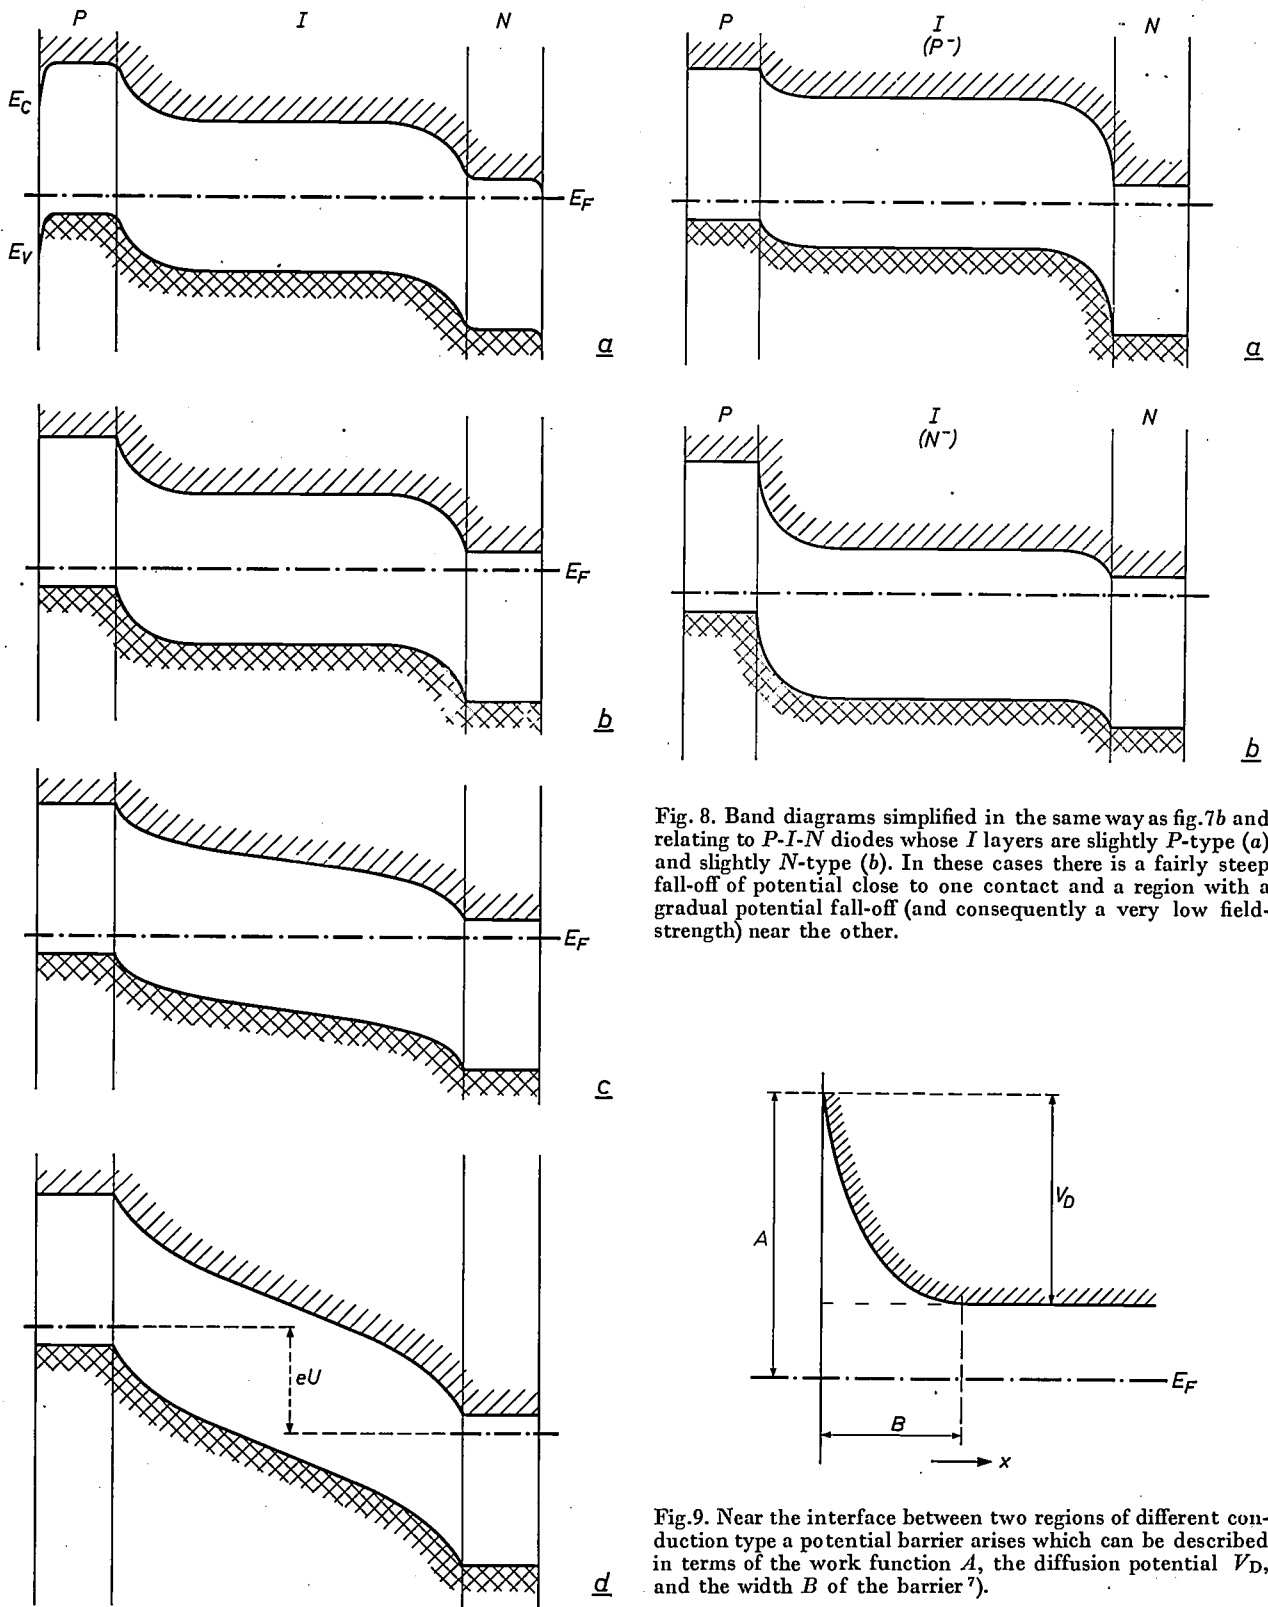 P I N
E_C
E_F
E_V
a
b
E_F
c
E_F
d
eU
P I N
(P⁻)
a
P I N
(N⁻)
b
Fig. 8. Band diagrams simplified in the same way as fig.7b and
relating to P-I-N diodes whose I layers are slightly P-type (a)
and slightly N-type (b). In these cases there is a fairly steep
fall-off of potential close to one contact and a region with a
gradual potential fall-off (and consequently a very low field-
strength) near the other.
A
V_D
E_F
B
x
Fig.9. Near the interface between two regions of different con-
duction type a potential barrier arises which can be described
in terms of the work function A, the diffusion potential V_D,
and the width B of the barrier ⁷).